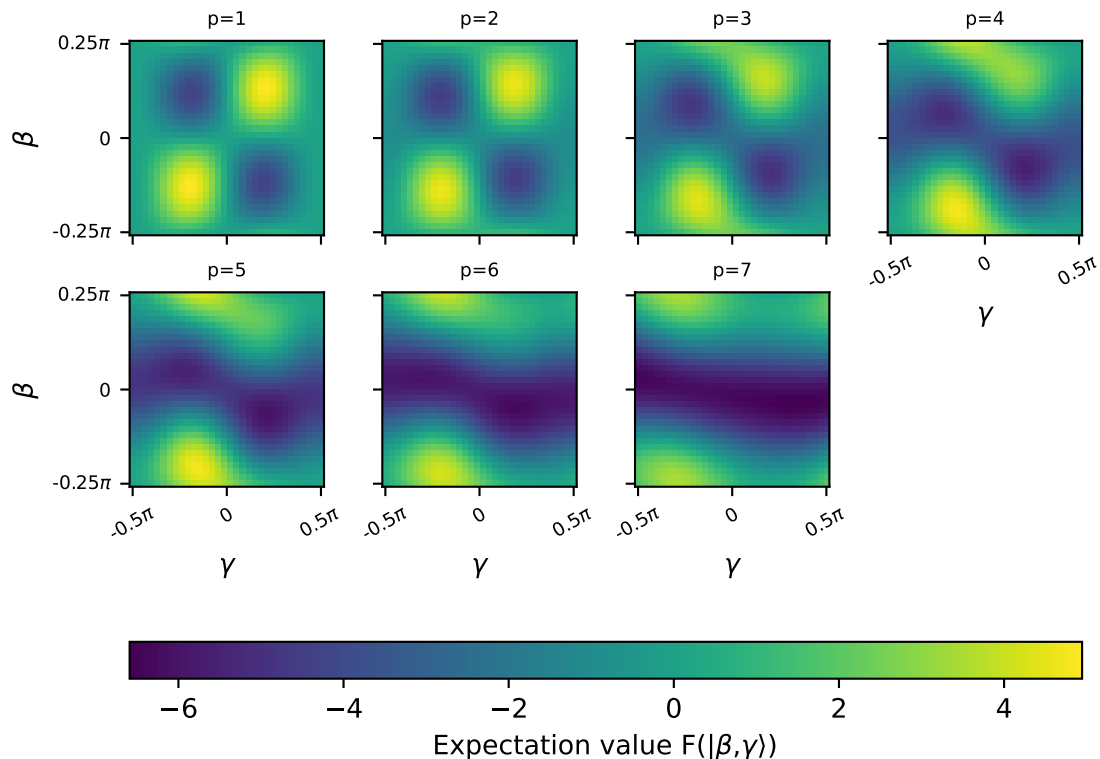 p=1
p=2
p=3
p=4
0.25π
β
0
-0.25π
-0.5π
0
0.5π
γ
p=5
p=6
p=7
0.25π
β
0
-0.25π
-0.5π
0
0.5π
-0.5π
0
0.5π
-0.5π
0
0.5π
γ
γ
γ
−6
−4
−2
0
2
4
Expectation value F(|β,γ⟩)